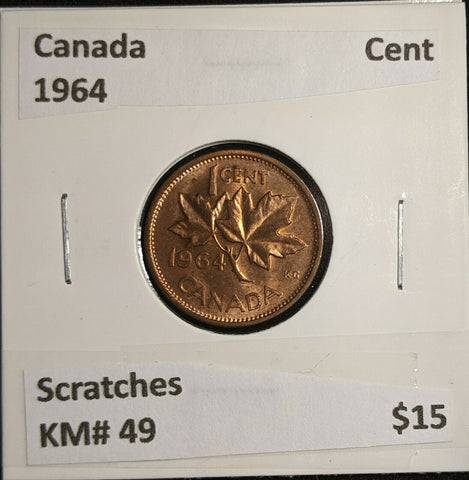 Canada Cent
1964
1 CENT
1964 KG
CANADA
Scratches
KM# 49 $15